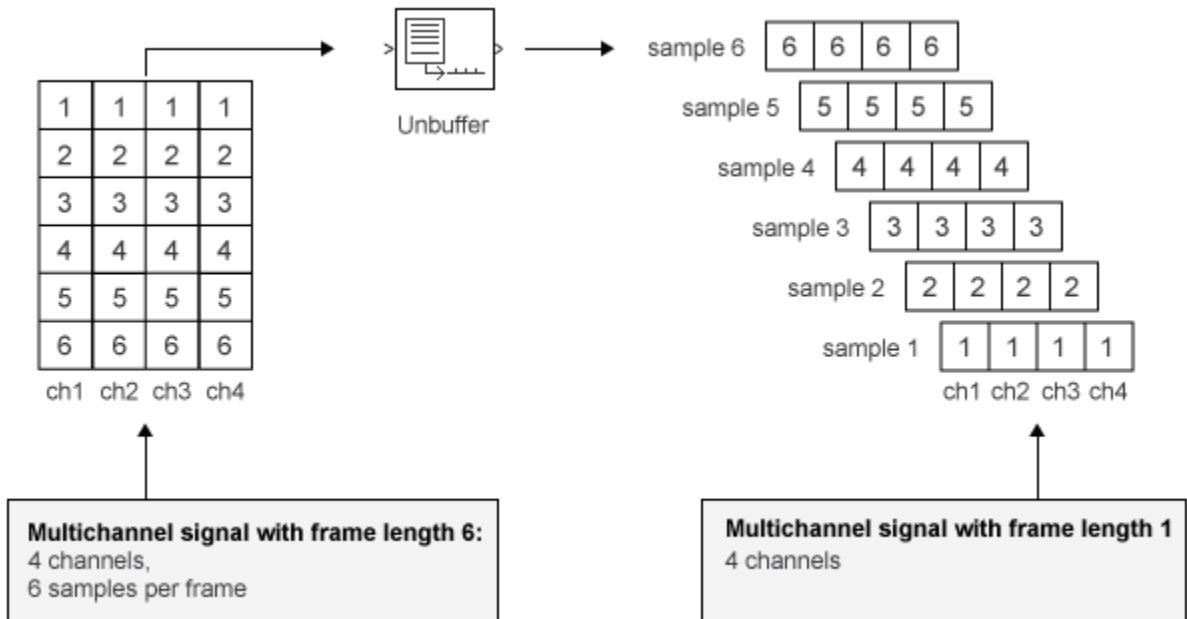 1 1 1 1
2 2 2 2
3 3 3 3
4 4 4 4
5 5 5 5
6 6 6 6
ch1 ch2 ch3 ch4
Unbuffer
sample 6 6 6 6 6
sample 5 5 5 5 5
sample 4 4 4 4 4
sample 3 3 3 3 3
sample 2 2 2 2 2
sample 1 1 1 1 1
ch1 ch2 ch3 ch4
Multichannel signal with frame length 6:
4 channels,
6 samples per frame
Multichannel signal with frame length 1
4 channels